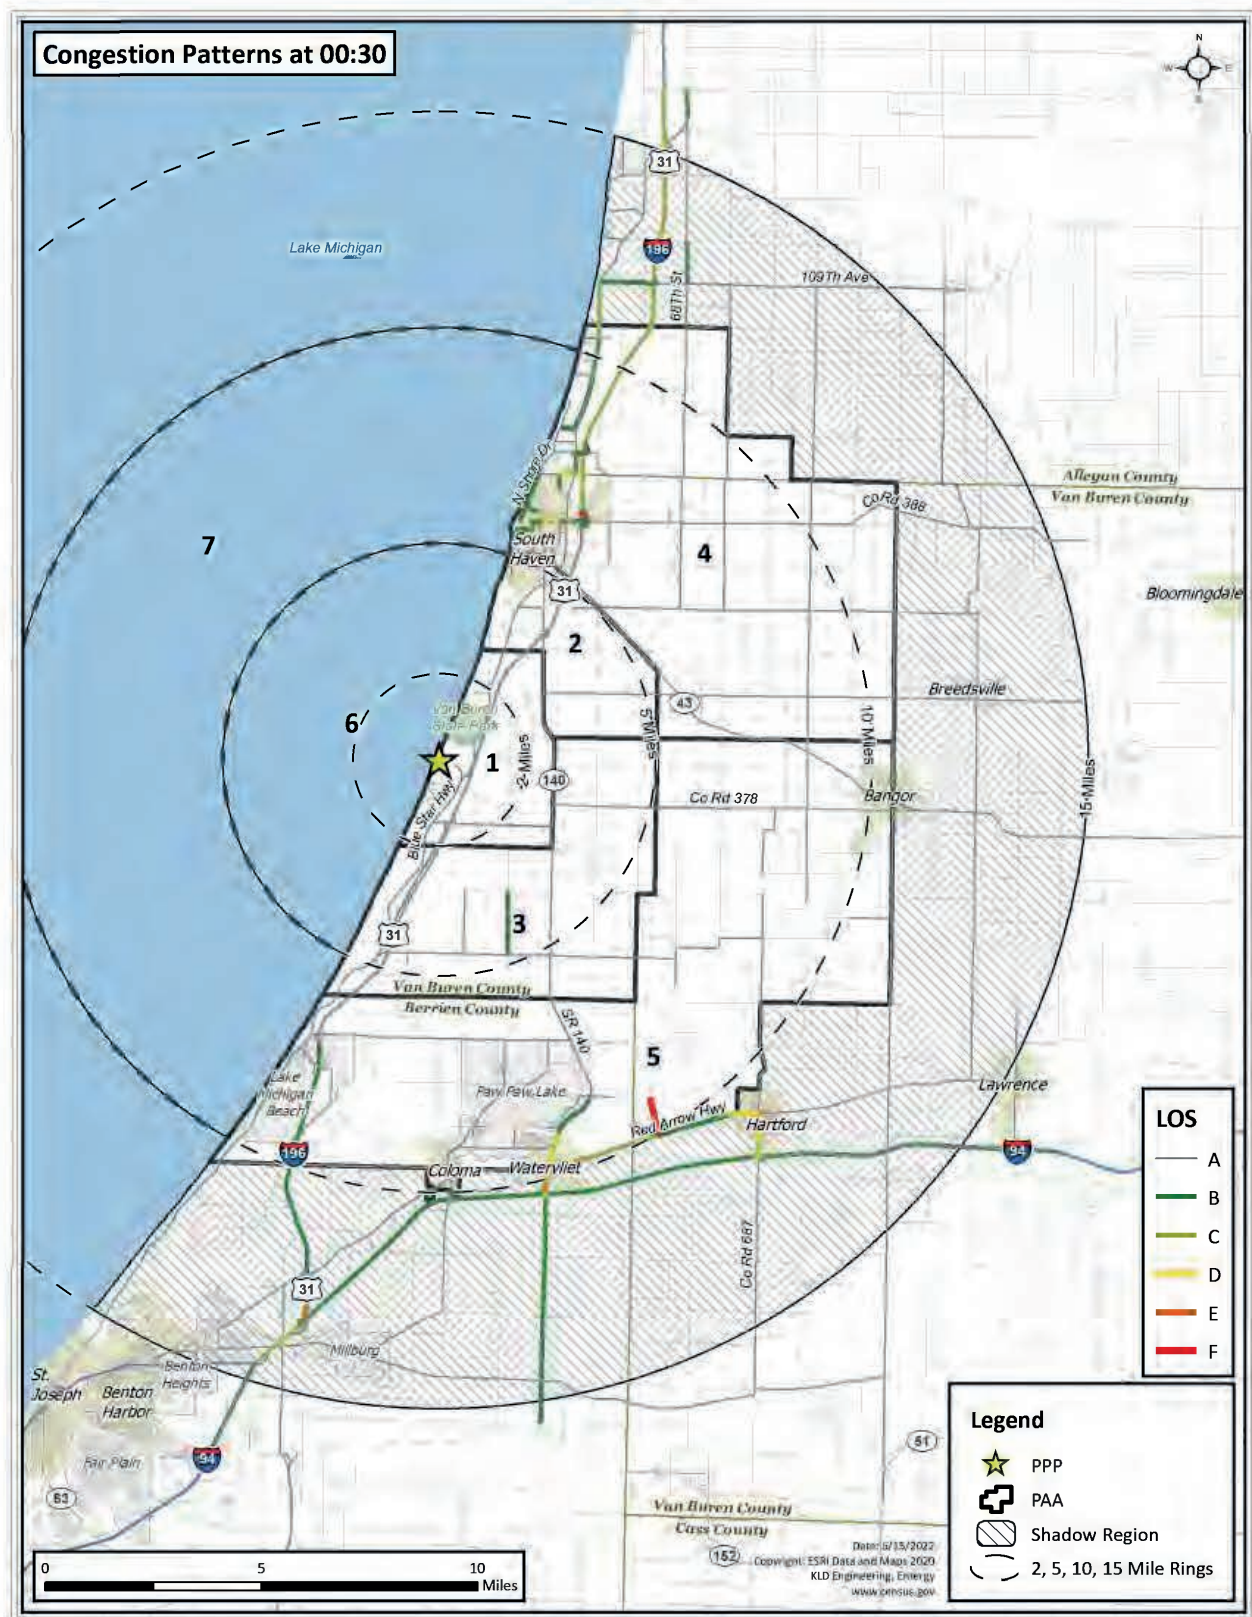 Congestion Patterns at 00:30
N
W E
S
31
Lake Michigan
196
68Th St
109Th Ave
N Shore Dr
Allegan County
Van Buren County
Co Rd 388
7
South
Haven
4
31
Bloomingdale
2
Breedsville
43
6
5 Miles
10 Miles
1
2 Miles
140
15 Miles
Co Rd 378
Bangor
Blue Star Hwy
3
31
Van Buren County
Berrien County
SR 140
5
Lake
Michigan
Beach
Paw Paw Lake
Lawrence
Red Arrow Hwy
Hartford
196
94
Coloma
Watervliet
Co Rd 687
31
Millburg
St.
Joseph
Benton
Heights
Benton
Harbor
Fair Plain
94
63
51
LOS
A
B
C
D
E
F
Legend
PPP
PAA
Shadow Region
2, 5, 10, 15 Mile Rings
Van Buren County
Cass County
152
Copyright: ESRI Data and Maps 2020
KLD Engineering, Entergy
www.census.gov
0 5 10
Miles